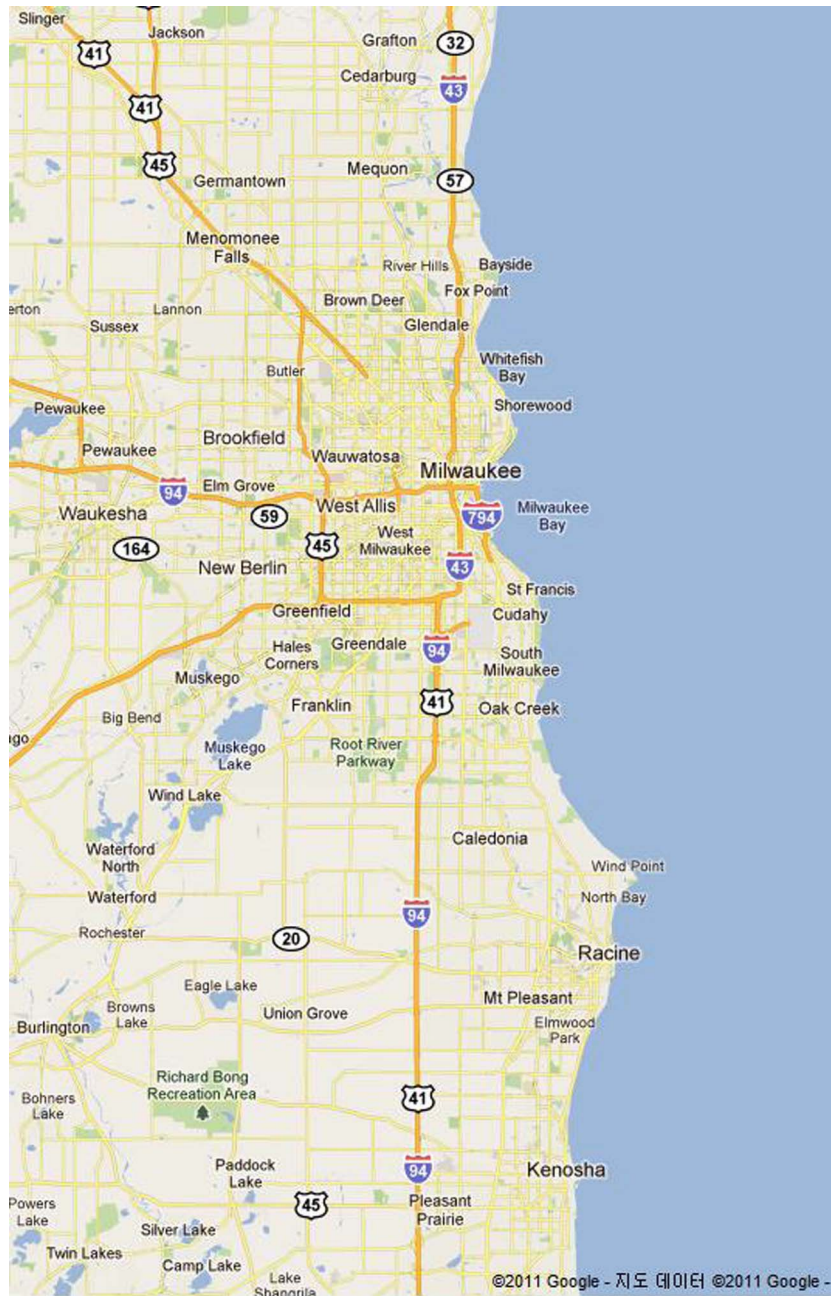 Slinger
Jackson
Grafton
32
41
Cedarburg
43
41
45
Mequon
57
Germantown
Menomonee
Falls
River Hills
Bayside
Brown Deer
Fox Point
erton
Lannon
Sussex
Glendale
Butler
Whitefish
Bay
Pewaukee
Shorewood
Brookfield
Pewaukee
Wauwatosa
Milwaukee
94
Elm Grove
West Allis
Milwaukee
Bay
Waukesha
59
794
164
45
West
Milwaukee
New Berlin
43
St Francis
Greenfield
Cudahy
Hales
Corners
Greendale
94
South
Milwaukee
Muskego
Big Bend
Franklin
41
Oak Creek
ago
Muskego
Lake
Root River
Parkway
Wind Lake
Waterford
North
Caledonia
Wind Point
Waterford
North Bay
94
Rochester
20
Racine
Eagle Lake
Mt Pleasant
Browns
Lake
Union Grove
Burlington
Elmwood
Park
Richard Bong
Recreation Area
Bohners
Lake
41
Paddock
Lake
94
Kenosha
Powers
Lake
45
Pleasant
Prairie
Silver Lake
Twin Lakes
Camp Lake
Lake
Shangrila
©2011 Google - 지도 데이터 ©2011 Google -